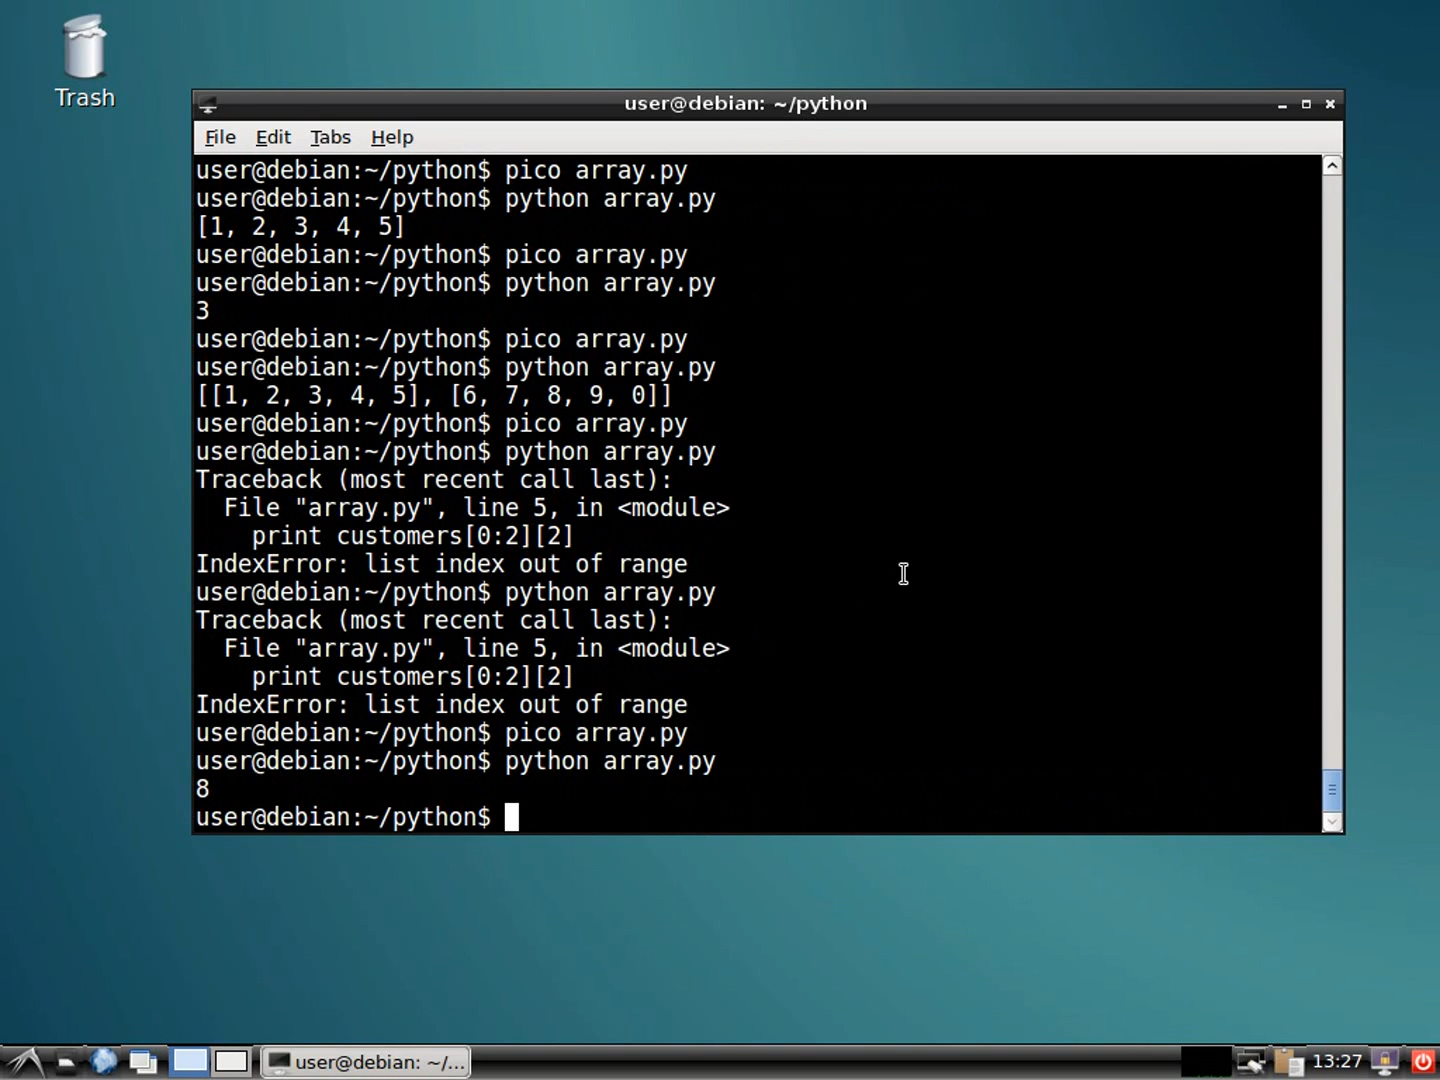 Trash
user@debian: ~/python
File Edit Tabs Help
user@debian:~/python$ pico array.py
user@debian:~/python$ python array.py
[1, 2, 3, 4, 5]
user@debian:~/python$ pico array.py
user@debian:~/python$ python array.py
3
user@debian:~/python$ pico array.py
user@debian:~/python$ python array.py
[[1, 2, 3, 4, 5], [6, 7, 8, 9, 0]]
user@debian:~/python$ pico array.py
user@debian:~/python$ python array.py
Traceback (most recent call last):
  File "array.py", line 5, in <module>
    print customers[0:2][2]
IndexError: list index out of range
user@debian:~/python$ python array.py
Traceback (most recent call last):
  File "array.py", line 5, in <module>
    print customers[0:2][2]
IndexError: list index out of range
user@debian:~/python$ pico array.py
user@debian:~/python$ python array.py
8
user@debian:~/python$
user@debian: ~/... 13:27